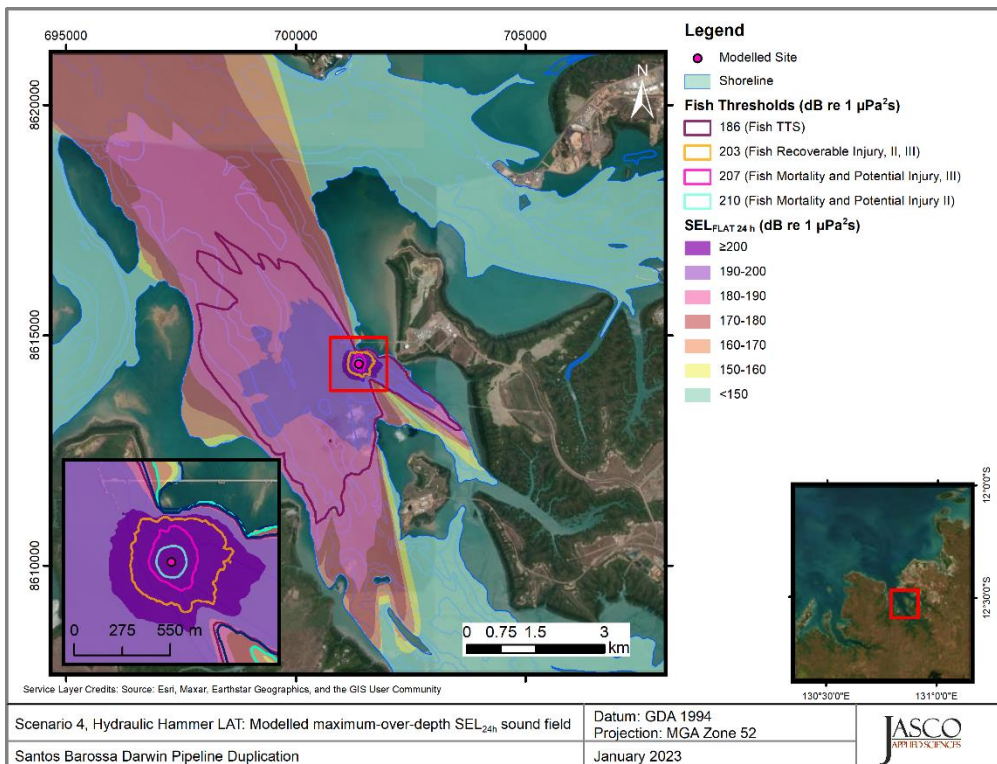 695000
700000
705000
8620000
8615000
8610000
N
0 275 550 m
0 0.75 1.5 3
km
Legend
Modelled Site
Shoreline
Fish Thresholds (dB re 1 µPa²s)
186 (Fish TTS)
203 (Fish Recoverable Injury, II, III)
207 (Fish Mortality and Potential Injury, III)
210 (Fish Mortality and Potential Injury II)
SELFLAT 24 h (dB re 1 µPa²s)
≥200
190-200
180-190
170-180
160-170
150-160
<150
12°0'0"S
12°30'0"S
130°30'0"E
131°0'0"E
Service Layer Credits: Source: Esri, Maxar, Earthstar Geographics, and the GIS User Community
Scenario 4, Hydraulic Hammer LAT: Modelled maximum-over-depth SEL24h sound field
Datum: GDA 1994
Projection: MGA Zone 52
Santos Barossa Darwin Pipeline Duplication
January 2023
JASCO
APPLIED SCIENCES